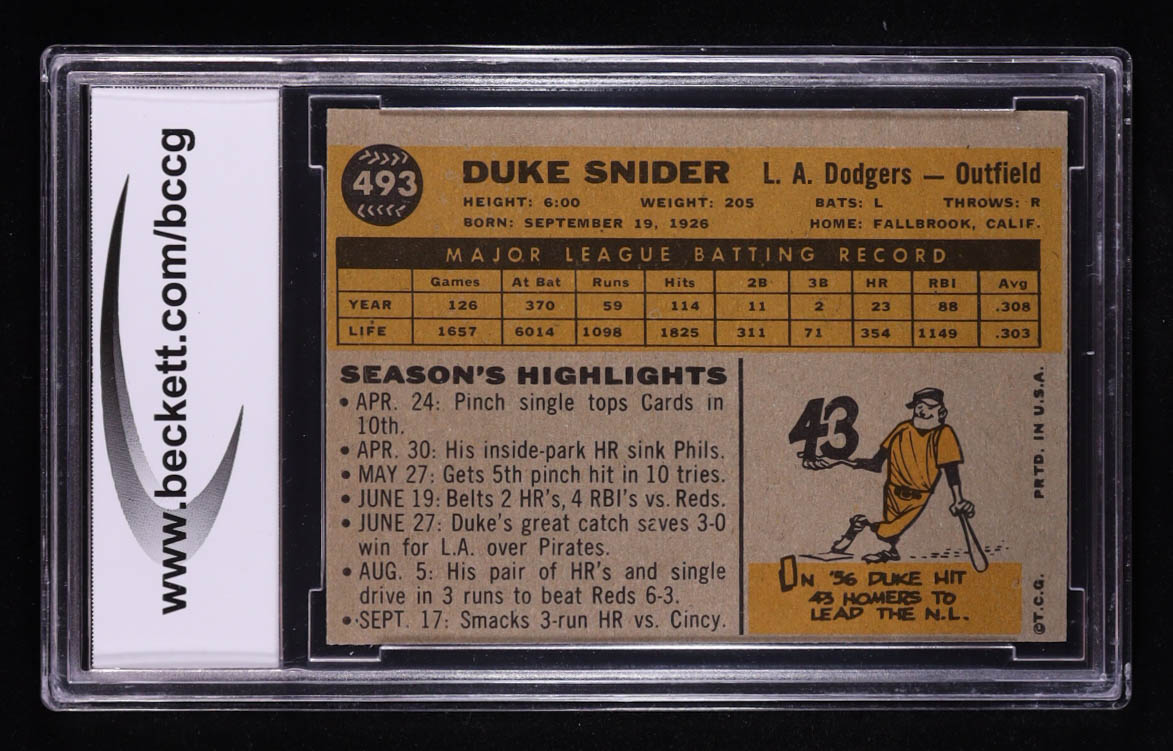 www.beckett.com/bccg
493
DUKE SNIDER L. A. Dodgers — Outfield
HEIGHT: 6:00 WEIGHT: 205 BATS: L THROWS: R
BORN: SEPTEMBER 19, 1926 HOME: FALLBROOK, CALIF.
MAJOR LEAGUE BATTING RECORD
Games At Bat Runs Hits 2B 3B HR RBI Avg
YEAR 126 370 59 114 11 2 23 88 .308
LIFE 1657 6014 1098 1825 311 71 354 1149 .303
SEASON'S HIGHLIGHTS
• APR. 24: Pinch single tops Cards in
10th.
• APR. 30: His inside-park HR sink Phils.
• MAY 27: Gets 5th pinch hit in 10 tries.
• JUNE 19: Belts 2 HR's, 4 RBI's vs. Reds.
• JUNE 27: Duke's great catch saves 3-0
win for L.A. over Pirates.
• AUG. 5: His pair of HR's and single
drive in 3 runs to beat Reds 6-3.
• SEPT. 17: Smacks 3-run HR vs. Cincy.
43
IN '56 DUKE HIT
43 HOMERS TO
LEAD THE N.L.
©T.C.G. PRTD. IN U.S.A.